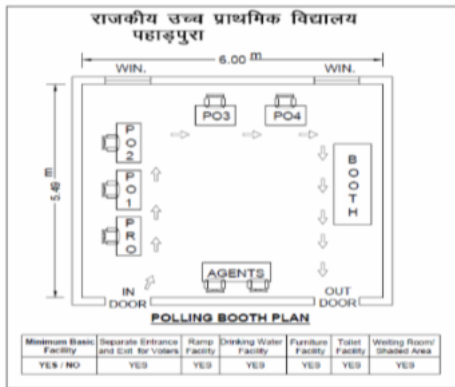 राजकीय उच्च प्राथमिक विद्यालय
पहाड़पुरा
6.00 m
WIN. WIN.
PO3 PO4
PO2
PO1
PRO
BOOTH
5.49 m
AGENTS
IN DOOR
OUT DOOR
POLLING BOOTH PLAN
Minimum Basic Facility
Separate Entrance and Exit for Voters
Ramp Facility
Drinking Water Facility
Furniture Facility
Toilet Facility
Waiting Room/ Shaded Area
YES / NO YES YES YES YES YES YES